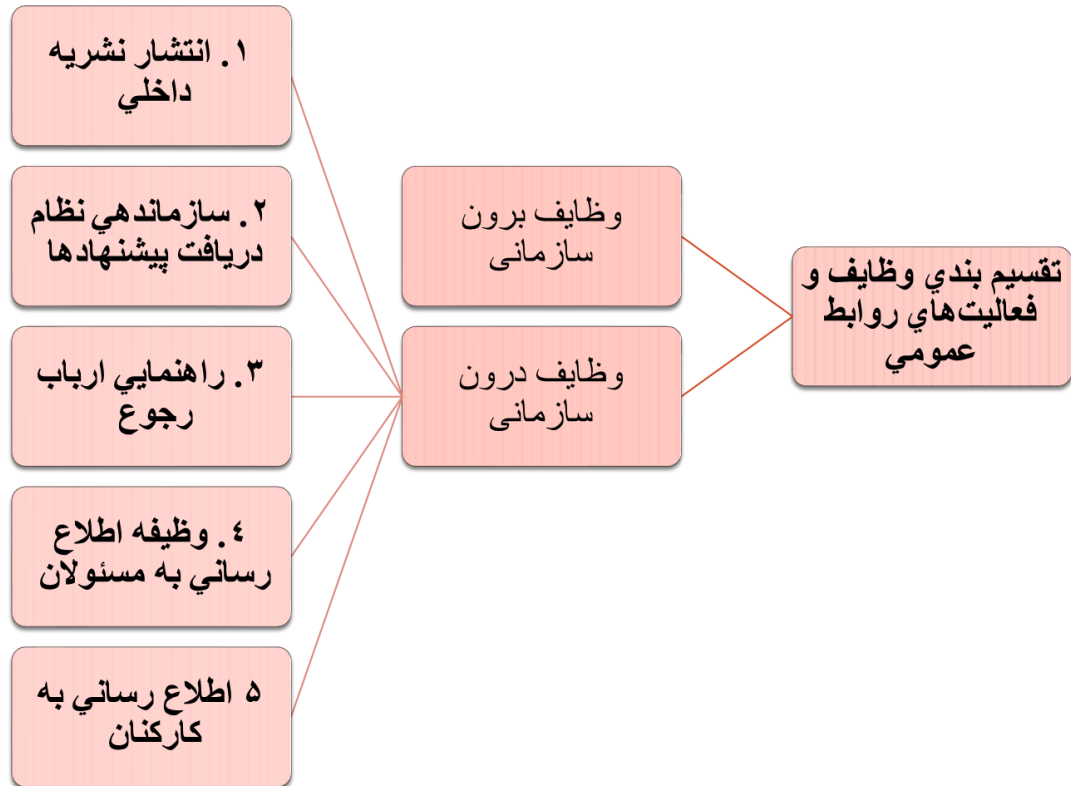 تقسيم بندي وظايف و
فعاليت‌هاي روابط
عمومي
وظایف برون
سازمانی
وظایف درون
سازمانی
۱. انتشار نشريه
داخلي
۲. سازماندهي نظام
دريافت پيشنهادها
۳. راهنمايي ارباب
رجوع
٤. وظيفه اطلاع
رساني به مسئولان
۵ اطلاع رساني به
كاركنان